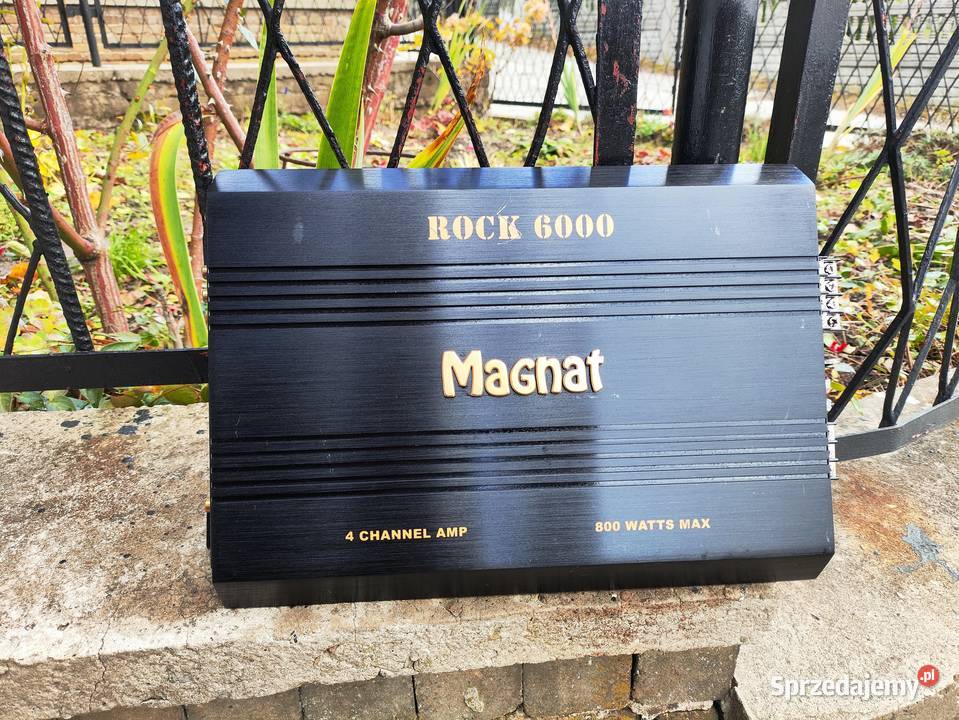 ROCK 6000
Magnat
4 CHANNEL AMP
800 WATTS MAX
Sprzedajemy.pl